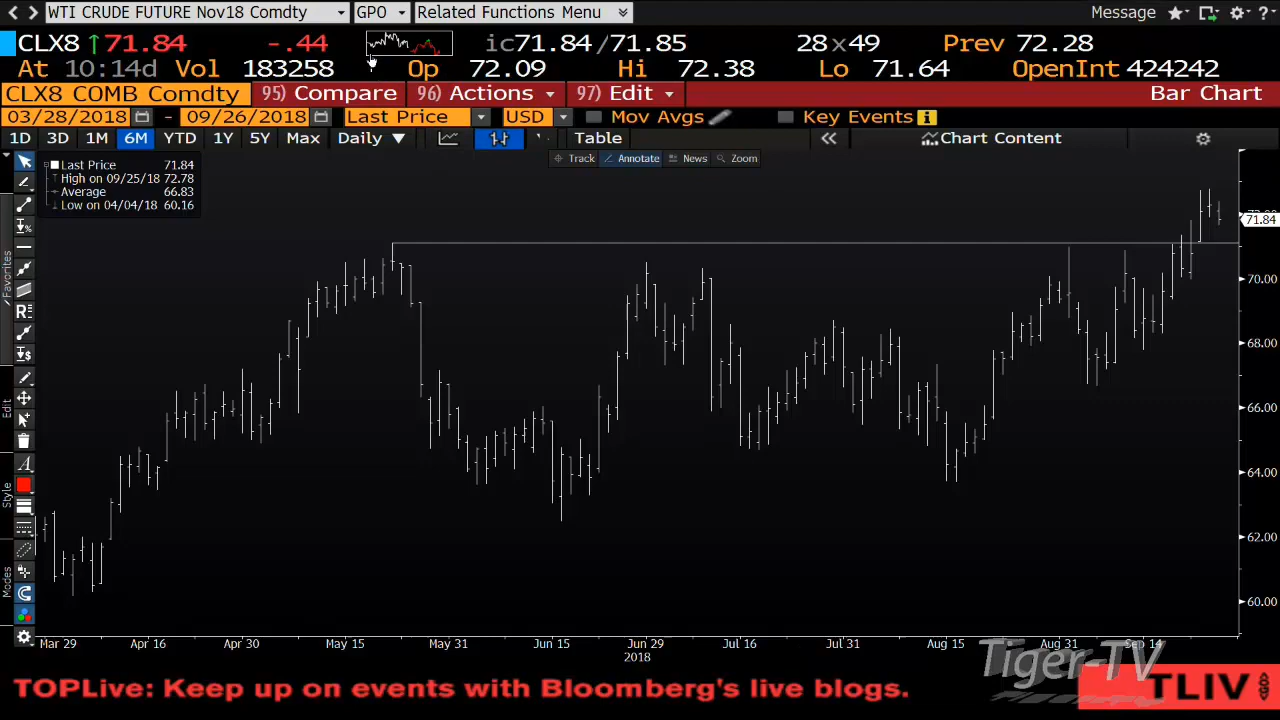 WTI CRUDE FUTURE Nov18 Comdty GPO Related Functions Menu Message
CLX8 ↑71.84 -.44 ic71.84/71.85 28x49 Prev 72.28
At 10:14d Vol 183258 Op 72.09 Hi 72.38 Lo 71.64 OpenInt 424242
CLX8 COMB Comdty 95) Compare 96) Actions 97) Edit Bar Chart
03/28/2018 - 09/26/2018 Last Price USD Mov Avgs Key Events
1D 3D 1M 6M YTD 1Y 5Y Max Daily ▼ Table « Chart Content
Track Annotate News Zoom
Last Price 71.84
High on 09/25/18 72.78
Average 66.83
Low on 04/04/18 60.16
71.84
70.00
68.00
66.00
64.00
62.00
60.00
Favorites
Edit
Style
Modes
Mar 29 Apr 16 Apr 30 May 15 May 31 Jun 15 Jun 29 Jul 16 Jul 31 Aug 15 Aug 31 Sep 14
2018
Tiger-TV
TOPLive: Keep up on events with Bloomberg's live blogs.
TLIV